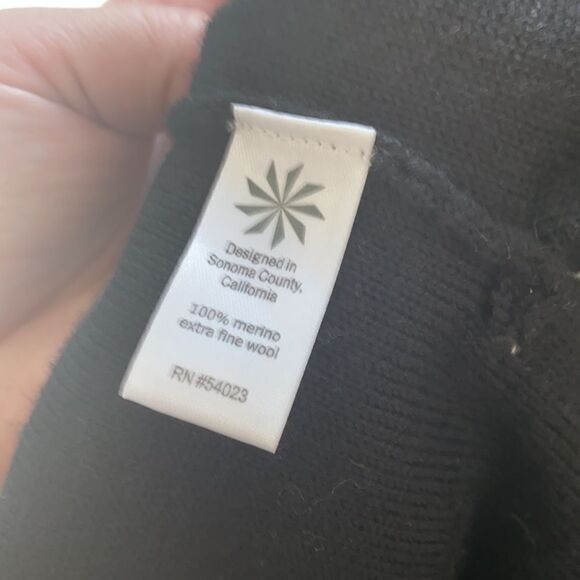 Designed in
Sonoma County,
California
100% merino
extra fine wool
RN #54023